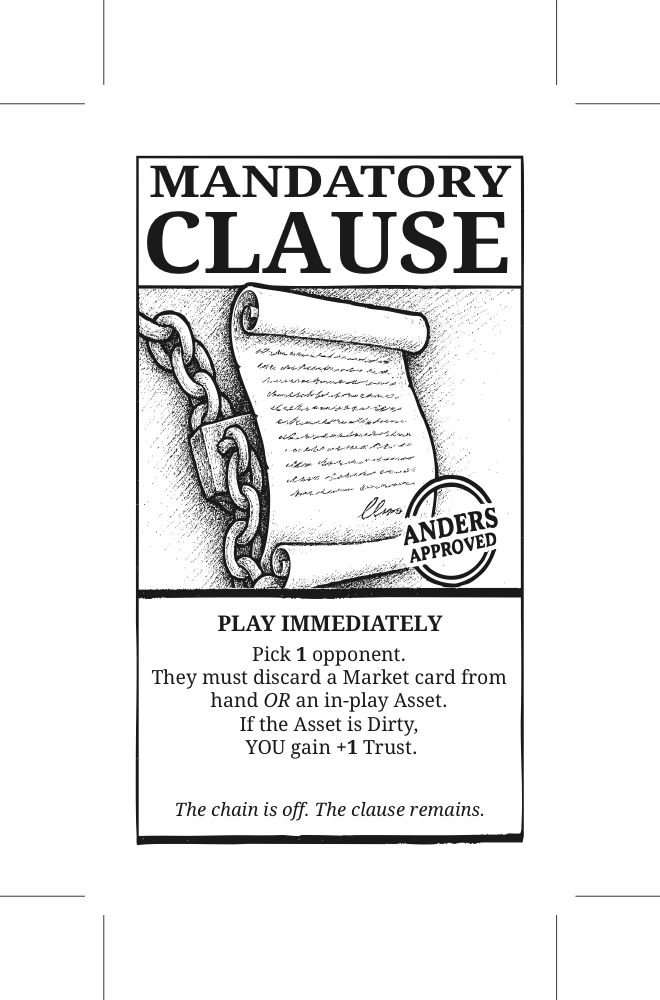 MANDATORY
CLAUSE
ANDERS
APPROVED
PLAY IMMEDIATELY
Pick 1 opponent.
They must discard a Market card from
hand OR an in-play Asset.
If the Asset is Dirty,
YOU gain +1 Trust.
The chain is off. The clause remains.